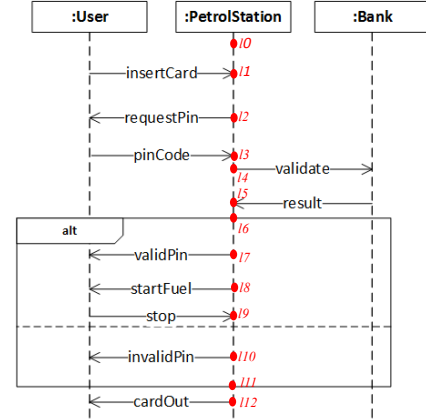 :User :PetrolStation :Bank
l0
insertCard l1
requestPin l2
pinCode l3
l4 validate
l5 result
alt l6
validPin l7
startFuel l8
stop l9
invalidPin l10
l11
cardOut l12